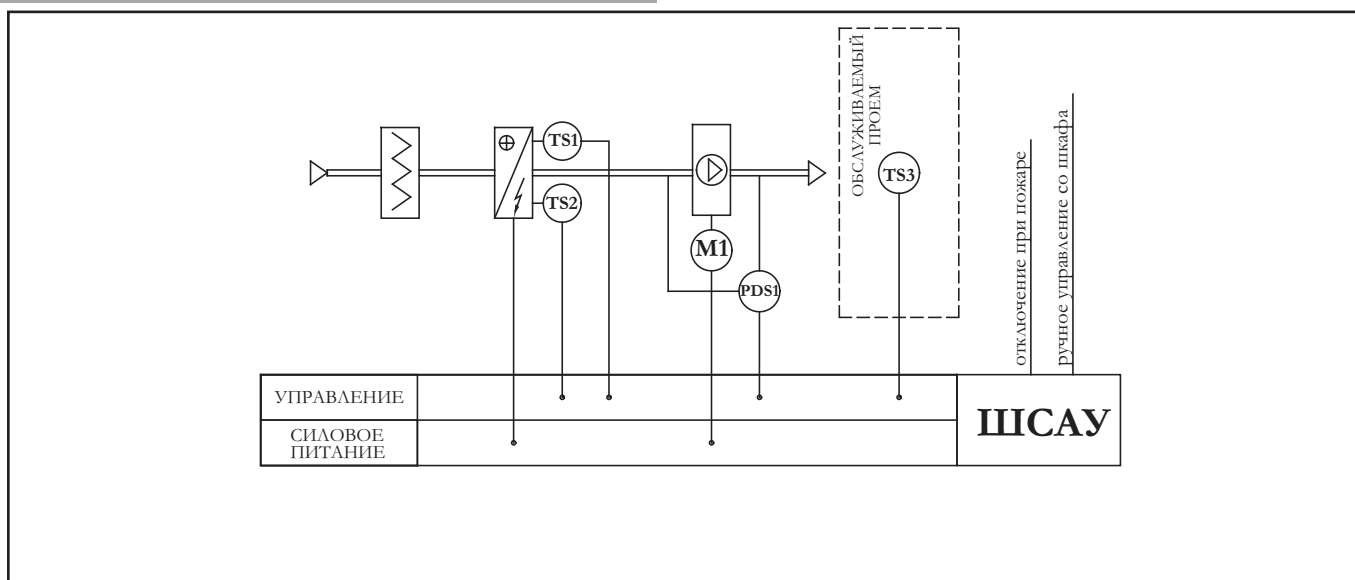 ОБСЛУЖИВАЕМЫЙ
ПРОЕМ
TS1
TS2
TS3
M1
PDS1
отключение при пожаре
ручное управление со шкафа
УПРАВЛЕНИЕ
СИЛОВОЕ
ПИТАНИЕ
ШСАУ